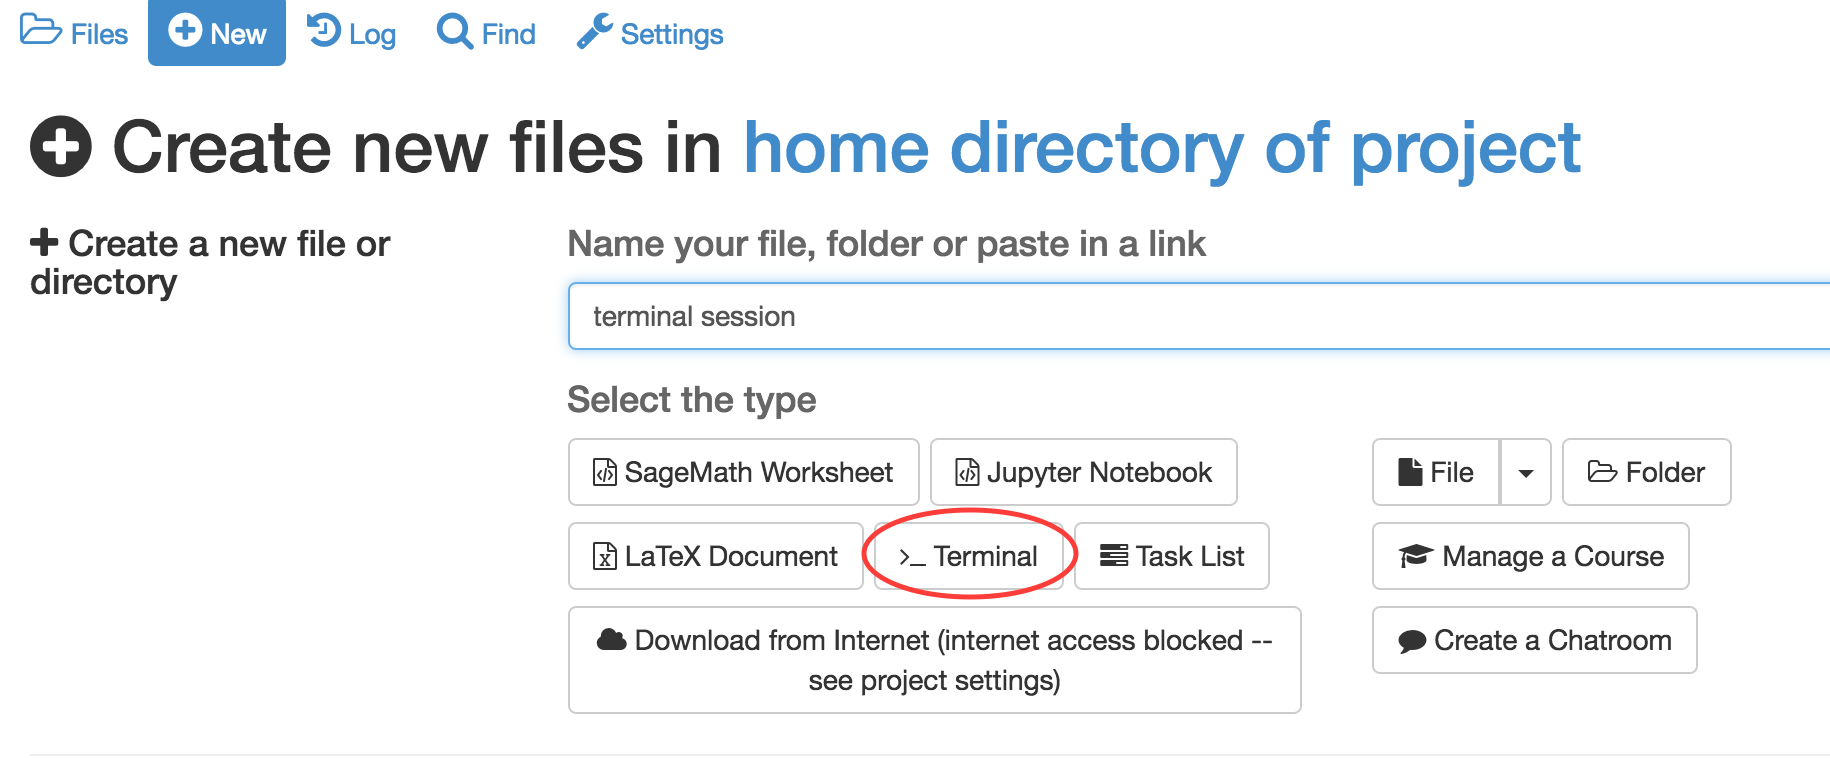 Files New Log Find Settings
Create new files in home directory of project
Create a new file or
directory
Name your file, folder or paste in a link
terminal session
Select the type
SageMath Worksheet Jupyter Notebook File Folder
LaTeX Document >_ Terminal Task List Manage a Course
Download from Internet (internet access blocked --
see project settings)
Create a Chatroom